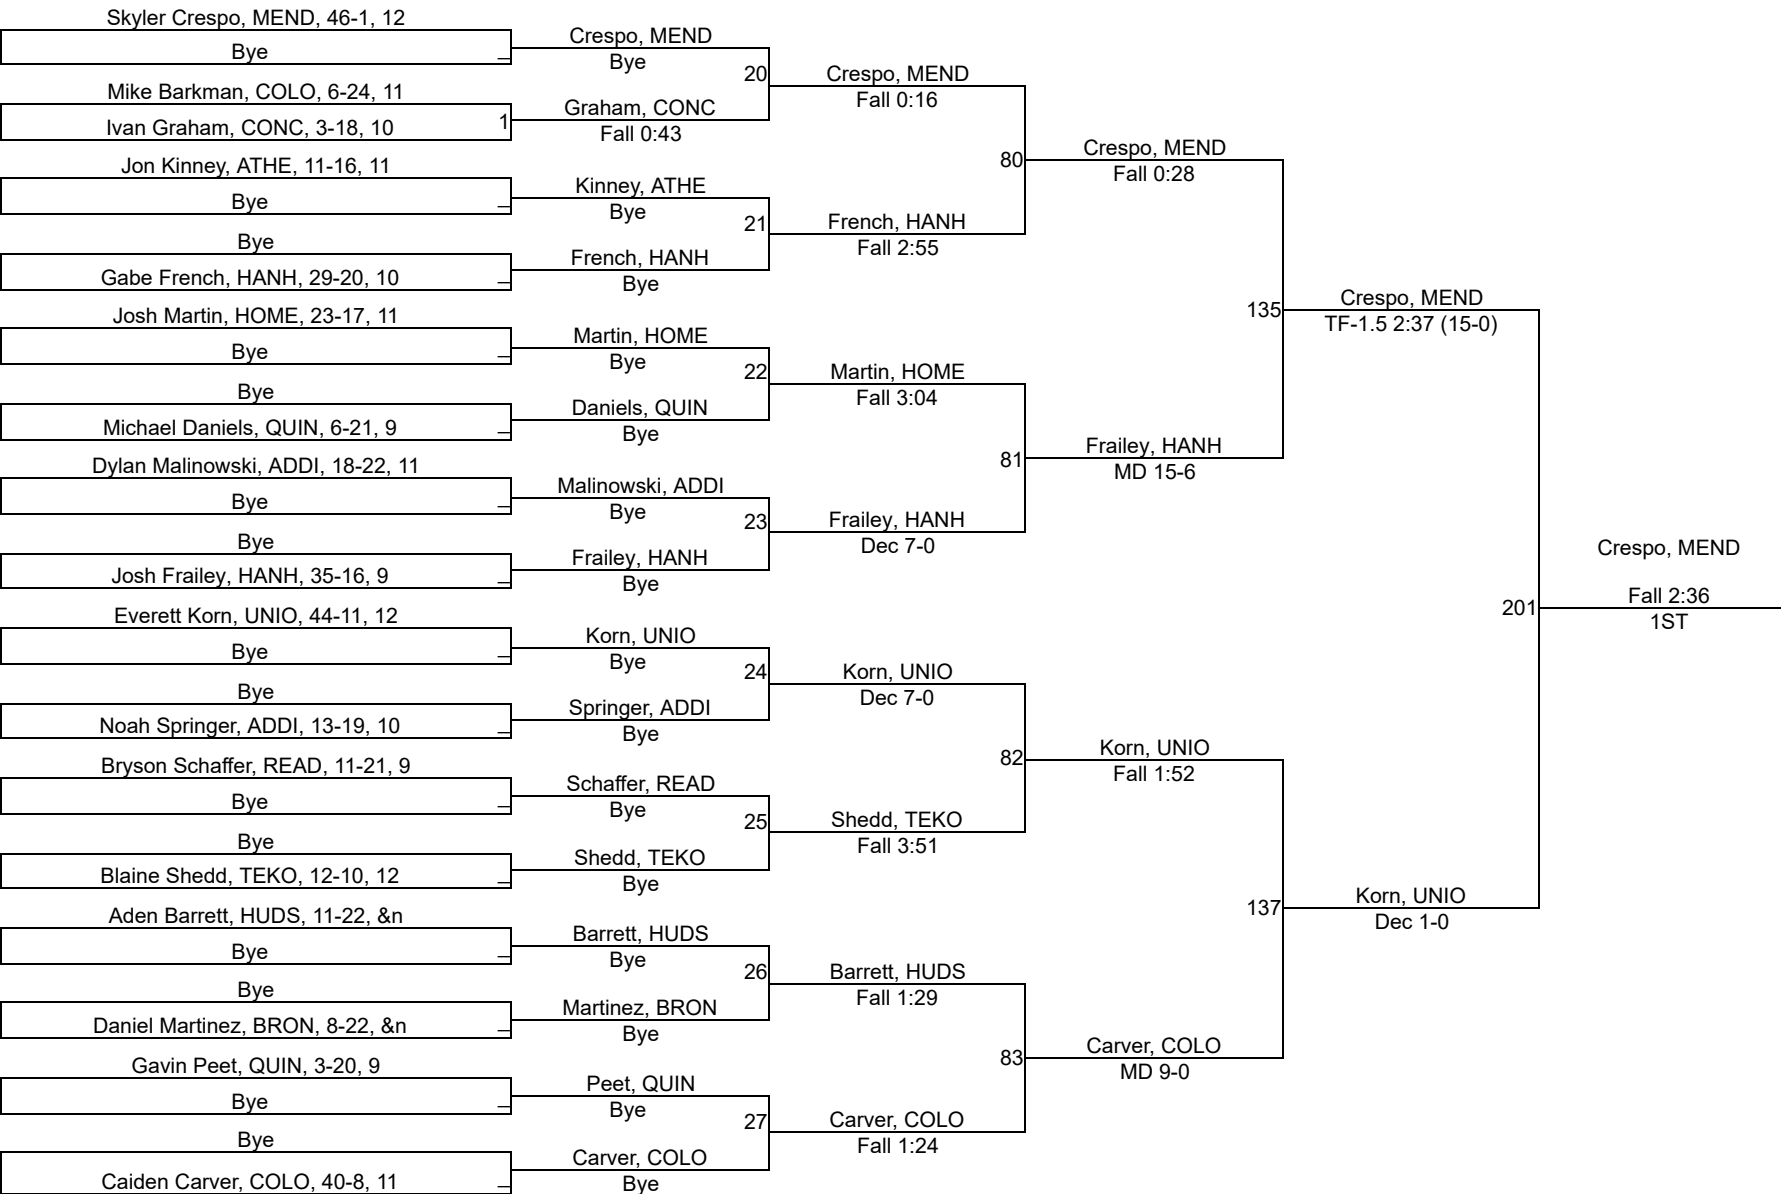 Skyler Crespo, MEND, 46-1, 12
Bye
_
Mike Barkman, COLO, 6-24, 11
Ivan Graham, CONC, 3-18, 10
1
Jon Kinney, ATHE, 11-16, 11
Bye
_
Bye
Gabe French, HANH, 29-20, 10
_
Josh Martin, HOME, 23-17, 11
Bye
_
Bye
Michael Daniels, QUIN, 6-21, 9
_
Dylan Malinowski, ADDI, 18-22, 11
Bye
_
Bye
Josh Frailey, HANH, 35-16, 9
_
Everett Korn, UNIO, 44-11, 12
Bye
_
Bye
Noah Springer, ADDI, 13-19, 10
_
Bryson Schaffer, READ, 11-21, 9
Bye
_
Bye
Blaine Shedd, TEKO, 12-10, 12
_
Aden Barrett, HUDS, 11-22, &n
Bye
_
Bye
Daniel Martinez, BRON, 8-22, &n
_
Gavin Peet, QUIN, 3-20, 9
Bye
_
Bye
Caiden Carver, COLO, 40-8, 11
_
Crespo, MEND
Bye
20
Graham, CONC
Fall 0:43
Kinney, ATHE
Bye
21
French, HANH
Bye
Martin, HOME
Bye
22
Daniels, QUIN
Bye
Malinowski, ADDI
Bye
23
Frailey, HANH
Bye
Korn, UNIO
Bye
24
Springer, ADDI
Bye
Schaffer, READ
Bye
25
Shedd, TEKO
Bye
Barrett, HUDS
Bye
26
Martinez, BRON
Bye
Peet, QUIN
Bye
27
Carver, COLO
Bye
Crespo, MEND
Fall 0:16
80
French, HANH
Fall 2:55
Martin, HOME
Fall 3:04
81
Frailey, HANH
Dec 7-0
Korn, UNIO
Dec 7-0
82
Shedd, TEKO
Fall 3:51
Barrett, HUDS
Fall 1:29
83
Carver, COLO
Fall 1:24
Crespo, MEND
Fall 0:28
135
Frailey, HANH
MD 15-6
Korn, UNIO
Fall 1:52
137
Carver, COLO
MD 9-0
Crespo, MEND
TF-1.5 2:37 (15-0)
201
Korn, UNIO
Dec 1-0
Crespo, MEND
Fall 2:36
1ST